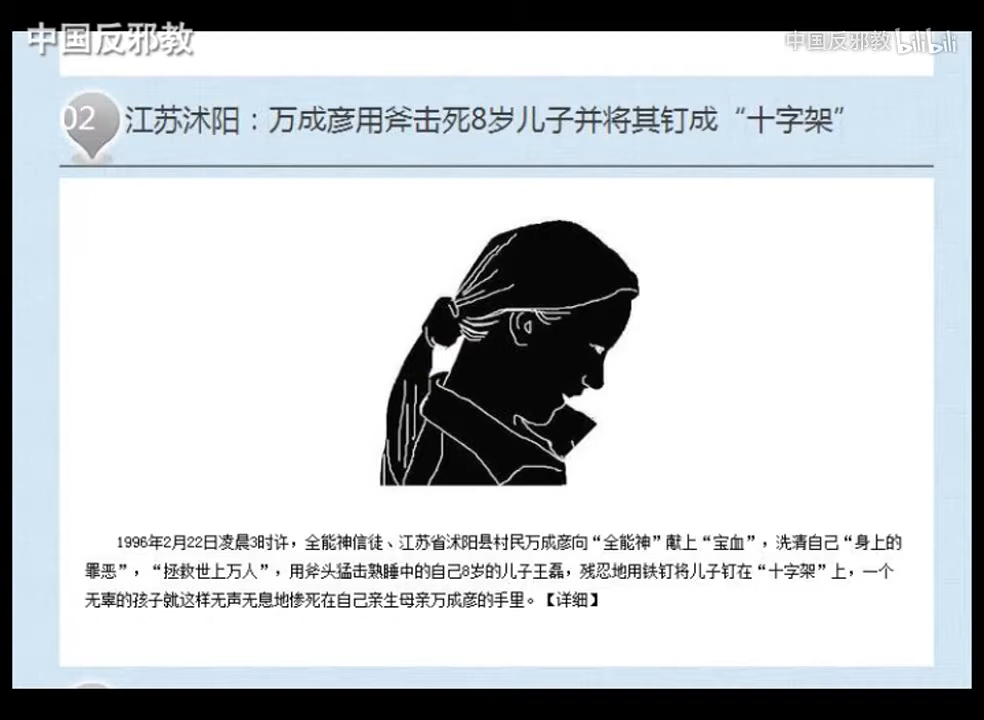 中国反邪教
中国反邪教 bilibili
02 江苏沭阳：万成彦用斧击死8岁儿子并将其钉成“十字架”
1996年2月22日凌晨3时许，全能神信徒、江苏省沭阳县村民万成彦向“全能神”献上“宝血”，洗清自己“身上的
罪恶”，“拯救世上万人”，用斧头猛击熟睡中的自己8岁的儿子王磊，残忍地用铁钉将儿子钉在“十字架”上，一个
无辜的孩子就这样无声无息地惨死在自己亲生母亲万成彦的手里。【详细】